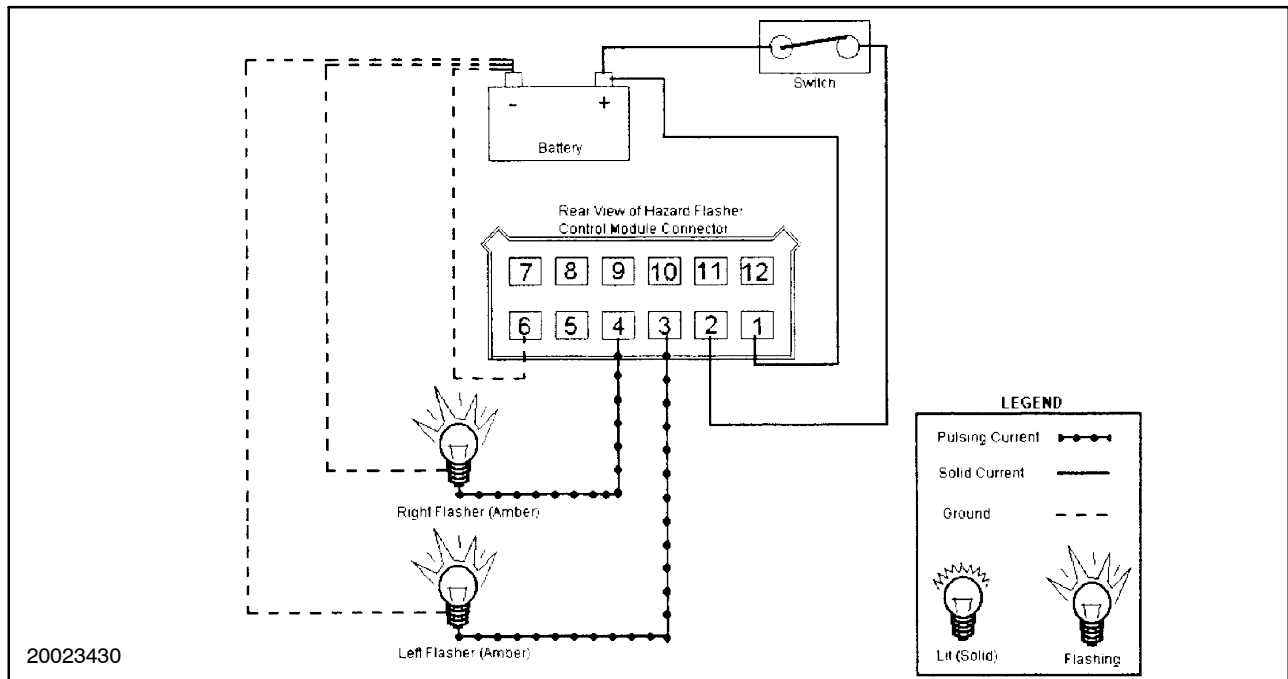 Switch
- +
Battery
Rear View of Hazard Flasher
Control Module Connector
7 8 9 10 11 12
6 5 4 3 2 1
Right Flasher (Amber)
Left Flasher (Amber)
LEGEND
Pulsing Current
Solid Current
Ground
Lit (Solid) Flashing
20023430